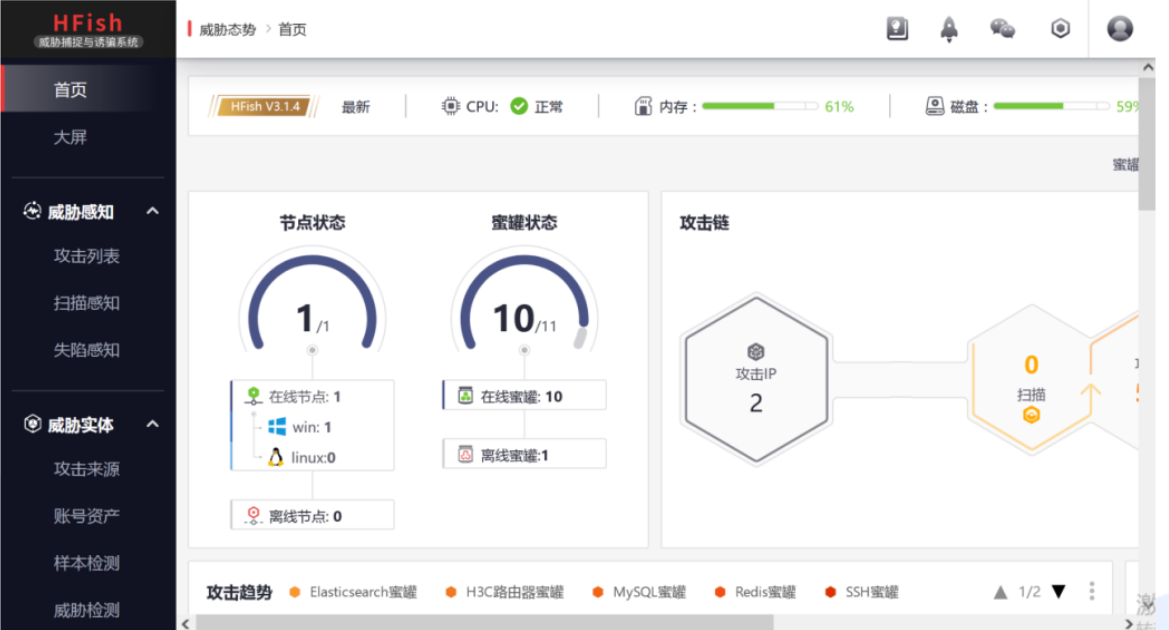 HFish
威胁捕捉与诱骗系统
威胁态势 > 首页
首页
大屏
威胁感知
攻击列表
扫描感知
失陷感知
威胁实体
攻击来源
账号资产
样本检测
威胁检测
HFish V3.1.4 最新 CPU: 正常 内存: 61% 磁盘: 59%
蜜罐
节点状态
1/1
在线节点: 1
win: 1
linux:0
离线节点: 0
蜜罐状态
10/11
在线蜜罐: 10
离线蜜罐:1
攻击链
攻击IP
2
0
扫描
攻击趋势 Elasticsearch蜜罐 H3C路由器蜜罐 MySQL蜜罐 Redis蜜罐 SSH蜜罐 1/2